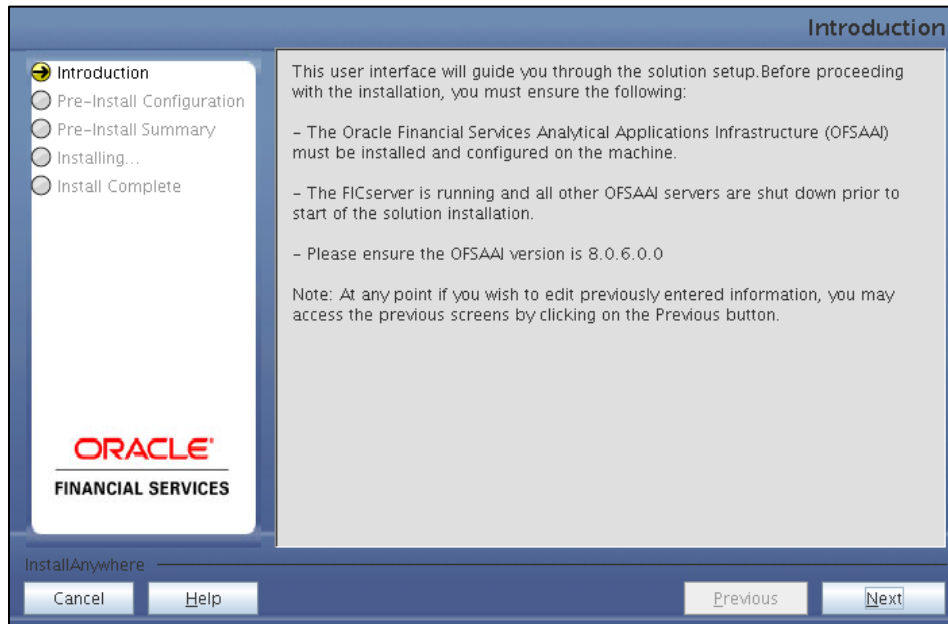 Introduction
Introduction
Pre-Install Configuration
Pre-Install Summary
Installing...
Install Complete
ORACLE
FINANCIAL SERVICES
This user interface will guide you through the solution setup.Before proceeding
with the installation, you must ensure the following:
- The Oracle Financial Services Analytical Applications Infrastructure (OFSAAI)
must be installed and configured on the machine.
- The FICserver is running and all other OFSAAI servers are shut down prior to
start of the solution installation.
- Please ensure the OFSAAI version is 8.0.6.0.0
Note: At any point if you wish to edit previously entered information, you may
access the previous screens by clicking on the Previous button.
InstallAnywhere
Cancel
Help
Previous
Next